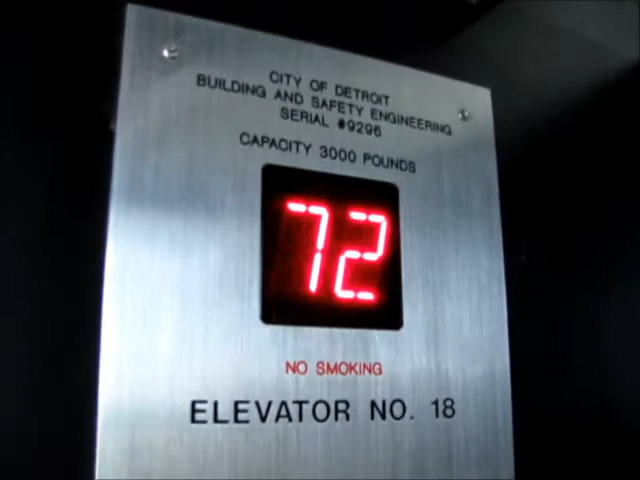 CITY OF DETROIT
BUILDING AND SAFETY ENGINEERING
SERIAL #9296
CAPACITY 3000 POUNDS
72
NO SMOKING
ELEVATOR NO. 18